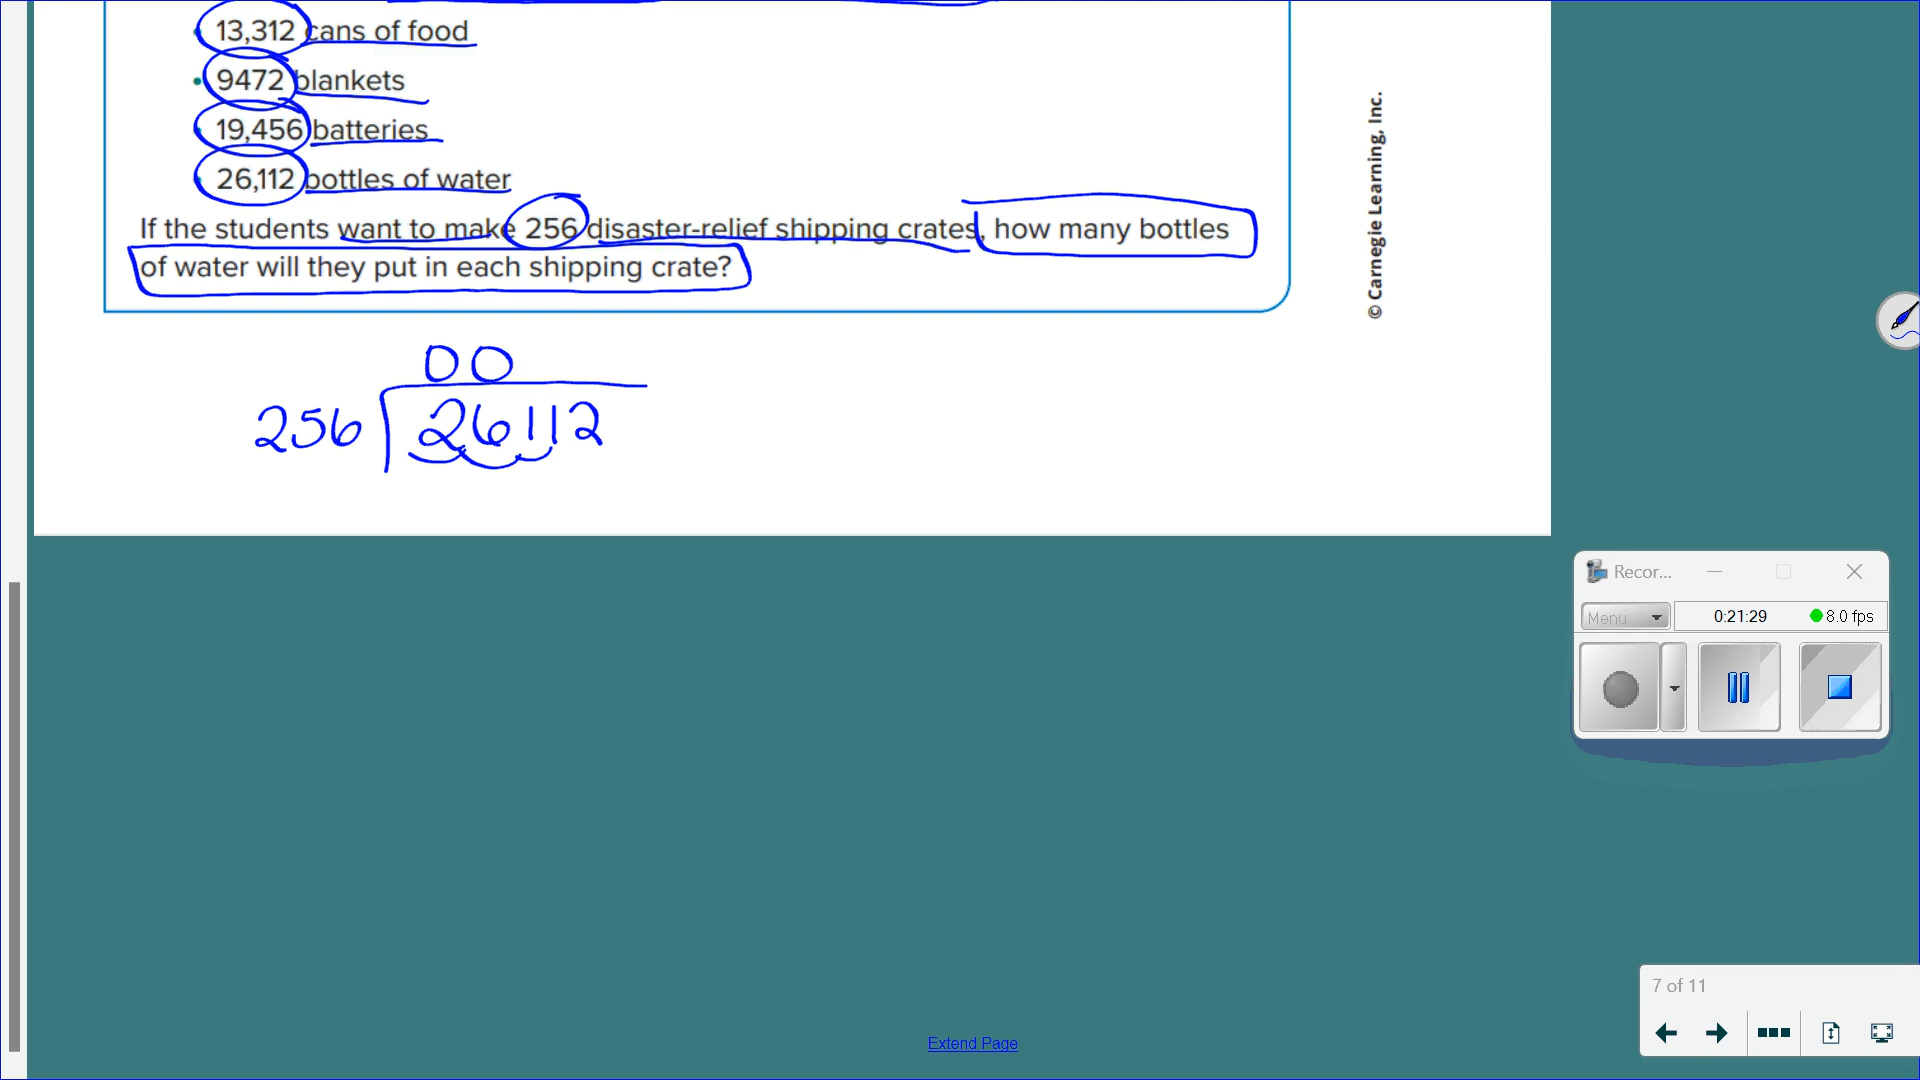 13,312 cans of food
• 9472 blankets
19,456 batteries
26,112 bottles of water
If the students want to make 256 disaster-relief shipping crates, how many bottles
of water will they put in each shipping crate?
© Carnegie Learning, Inc.
00
256 26112
Recor...
Menu
0:21:29
8.0 fps
7 of 11
Extend Page